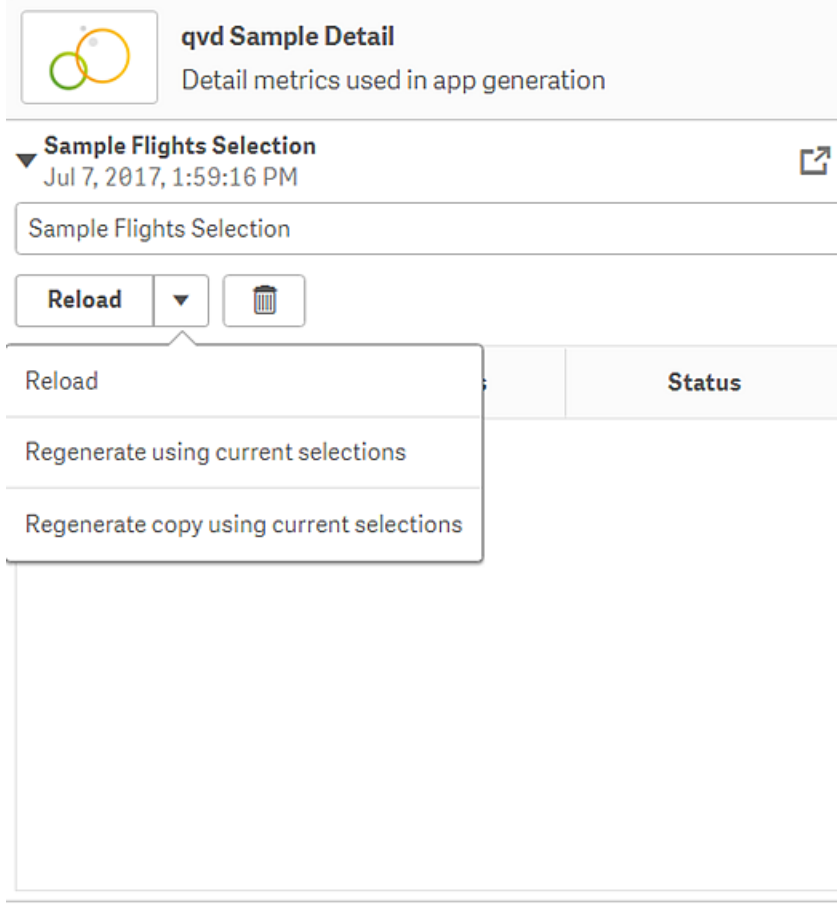 qvd Sample Detail
Detail metrics used in app generation
Sample Flights Selection
Jul 7, 2017, 1:59:16 PM
Sample Flights Selection
Reload
Reload
Status
Regenerate using current selections
Regenerate copy using current selections